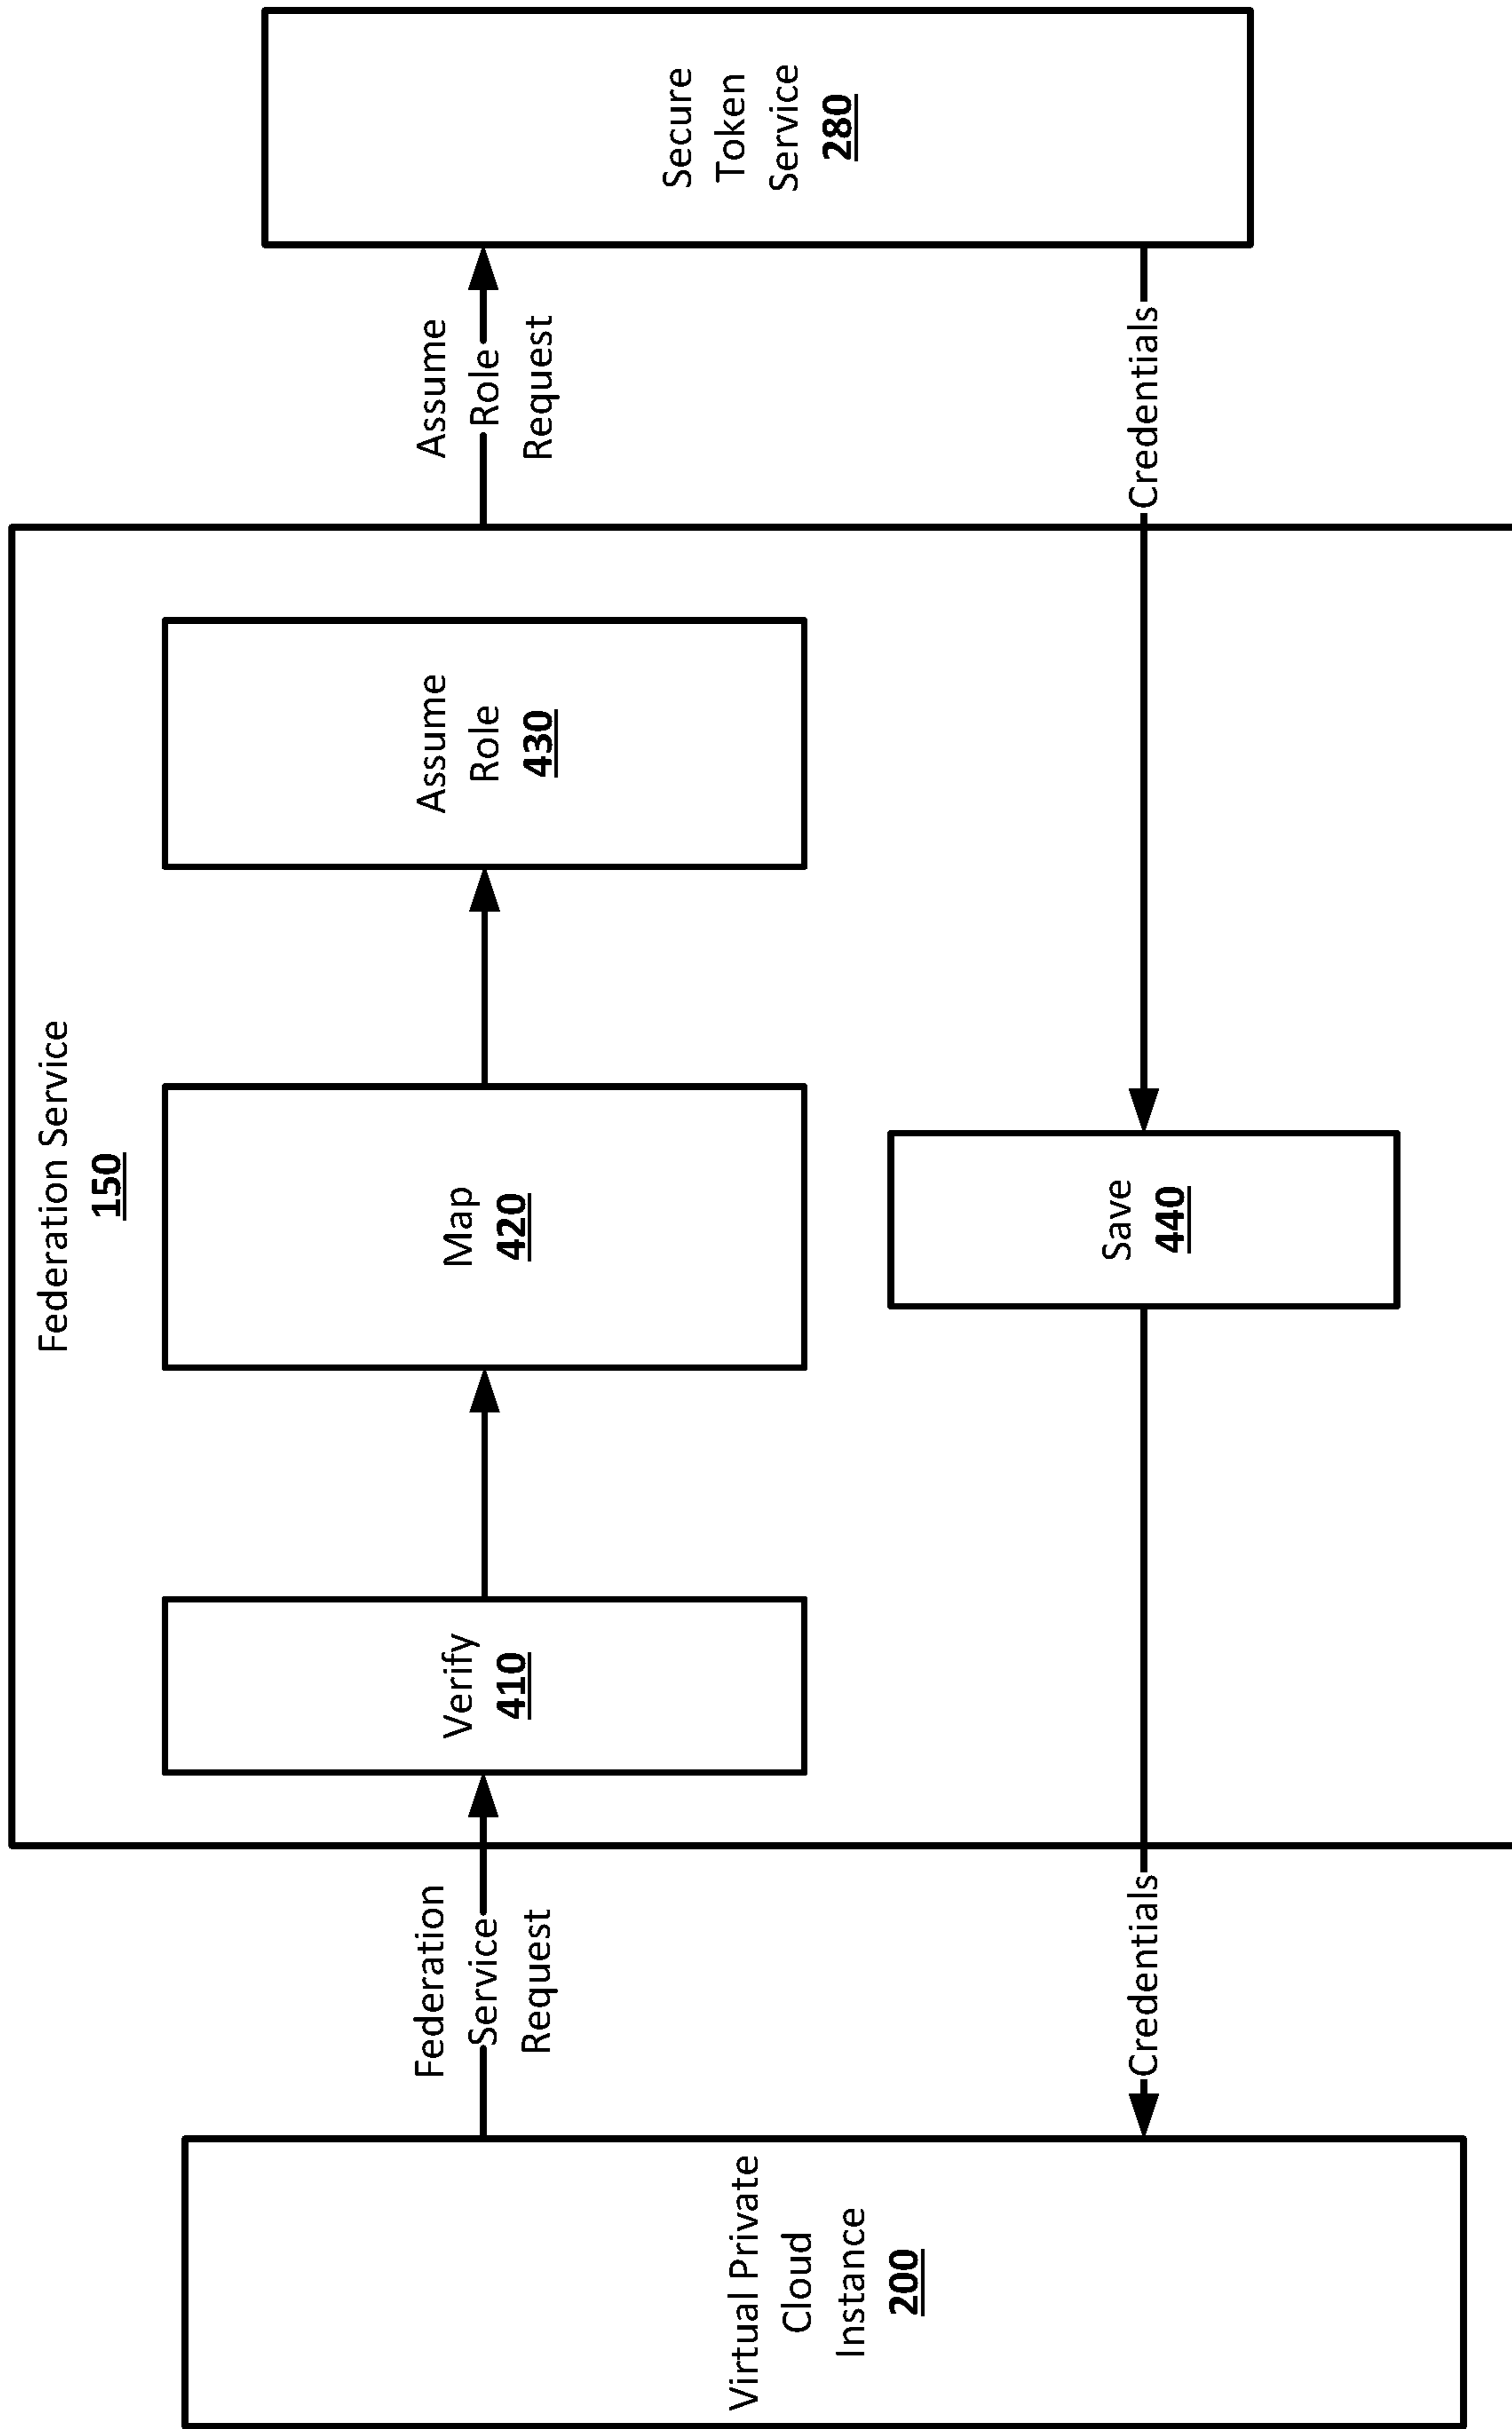 Federation Service
150
Virtual Private
Cloud
Instance
200
Federation
Service
Request
Verify
410
Map
420
Assume
Role
430
Assume
Role
Request
Secure
Token
Service
280
Credentials
Save
440
Credentials